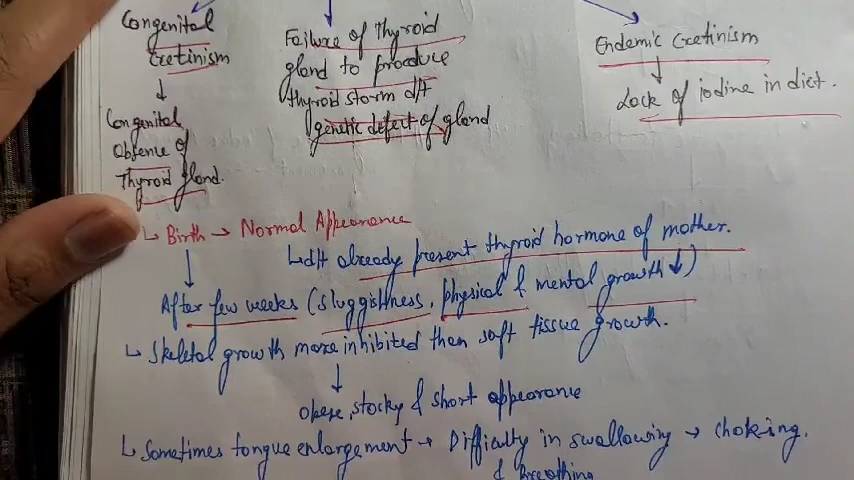 Congenital
Cretinism
Congenital
Absence of
Thyroid gland.
Failure of Thyroid
gland to produce
thyroid storm d/t
genetic defect of gland
Endemic Cretinism
Lack of iodine in diet.
↳ Birth → Normal Appearance
↳ d/t already present thyroid hormone of mother.
After few weeks (sluggishness, physical & mental growth ↓)
↳ Skeletal growth more inhibited than soft tissue growth.
obese, stocky & short appearance
↳ Sometimes tongue enlargement → Difficulty in swallowing → choking.
& Breathing